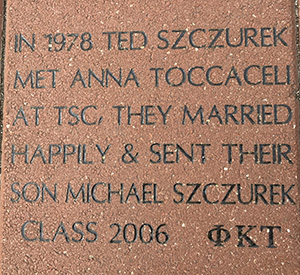 IN 1978 TED SZCZUREK
MET ANNA TOCCACELI
AT TSC, THEY MARRIED
HAPPILY & SENT THEIR
SON MICHAEL SZCZUREK
CLASS 2006 ΦΚΤ